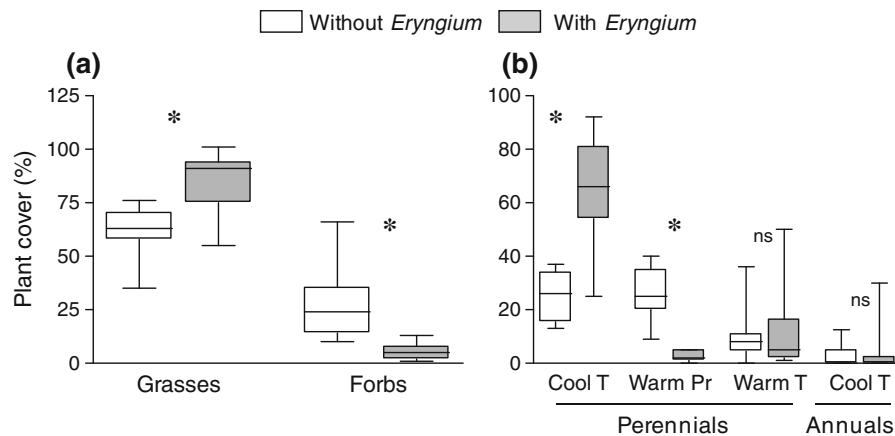 Without Eryngium With Eryngium
(a)
Plant cover (%)
125
100
75
50
25
0
*
*
Grasses Forbs
(b)
100
80
60
40
20
0
*
*
ns
ns
Cool T Warm Pr Warm T Cool T
Perennials Annuals